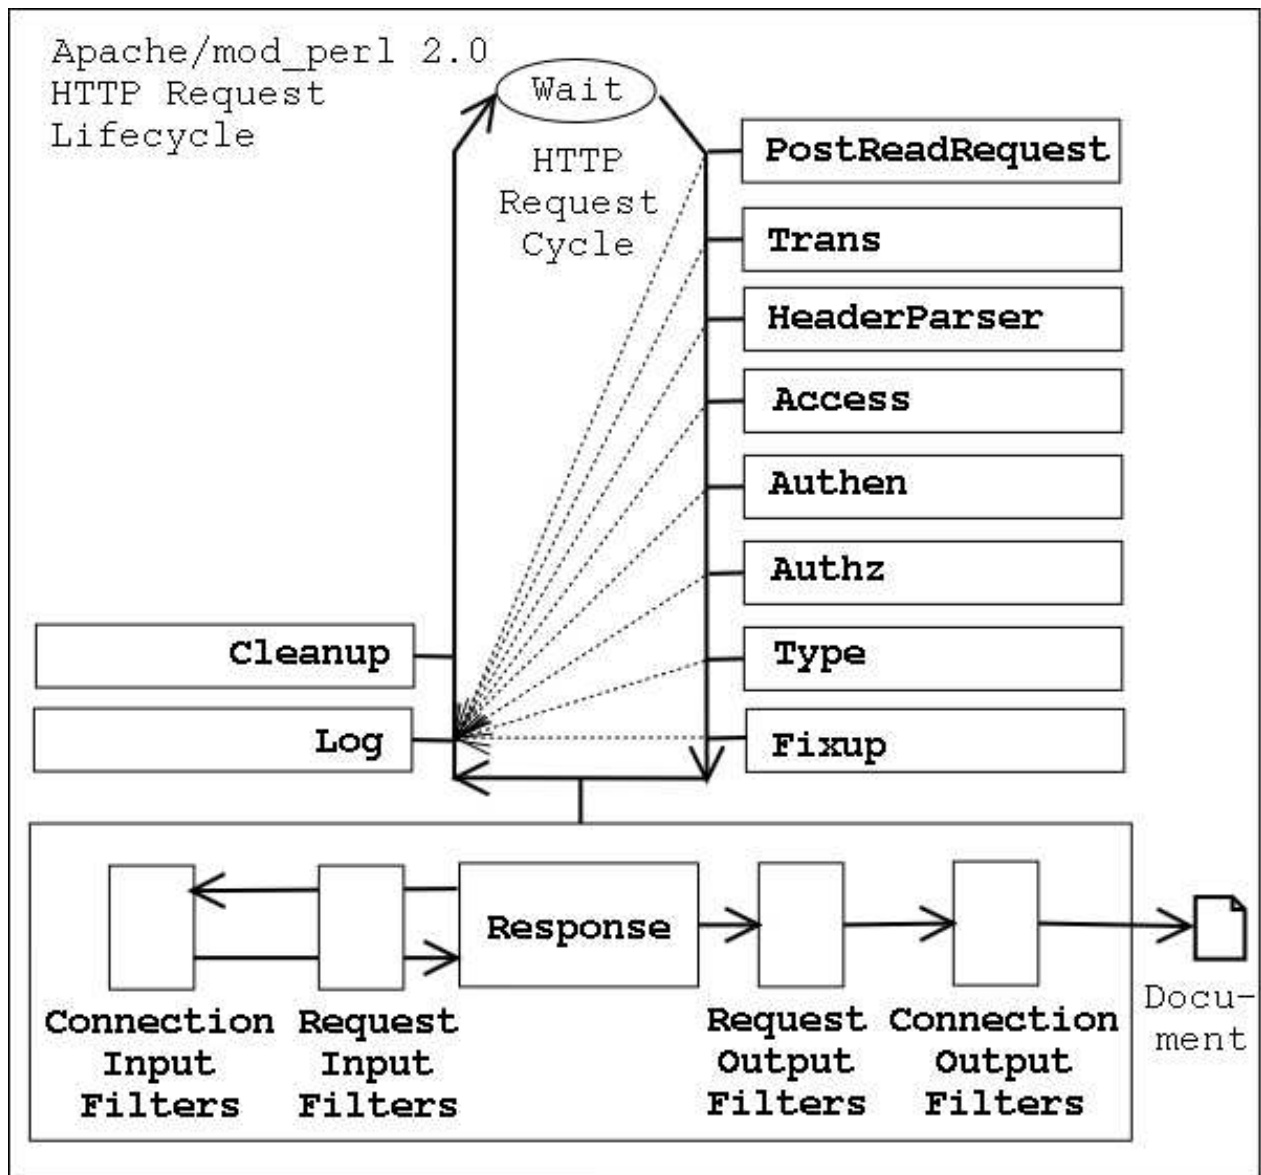 Apache/mod_perl 2.0
HTTP Request
Lifecycle
Wait
HTTP
Request
Cycle
PostReadRequest
Trans
HeaderParser
Access
Authen
Authz
Type
Fixup
Cleanup
Log
Response
Connection
Input
Filters
Request
Input
Filters
Request
Output
Filters
Connection
Output
Filters
Docu-
ment